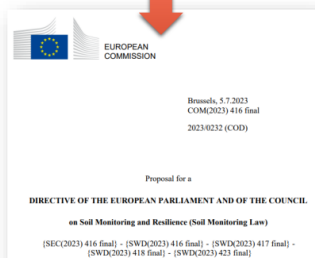 EUROPEAN
COMMISSION
Brussels, 5.7.2023
COM(2023) 416 final
2023/0232 (COD)
Proposal for a
DIRECTIVE OF THE EUROPEAN PARLIAMENT AND OF THE COUNCIL
on Soil Monitoring and Resilience (Soil Monitoring Law)
{SEC(2023) 416 final} - {SWD(2023) 416 final} - {SWD(2023) 417 final} -
{SWD(2023) 418 final} - {SWD(2023) 423 final}